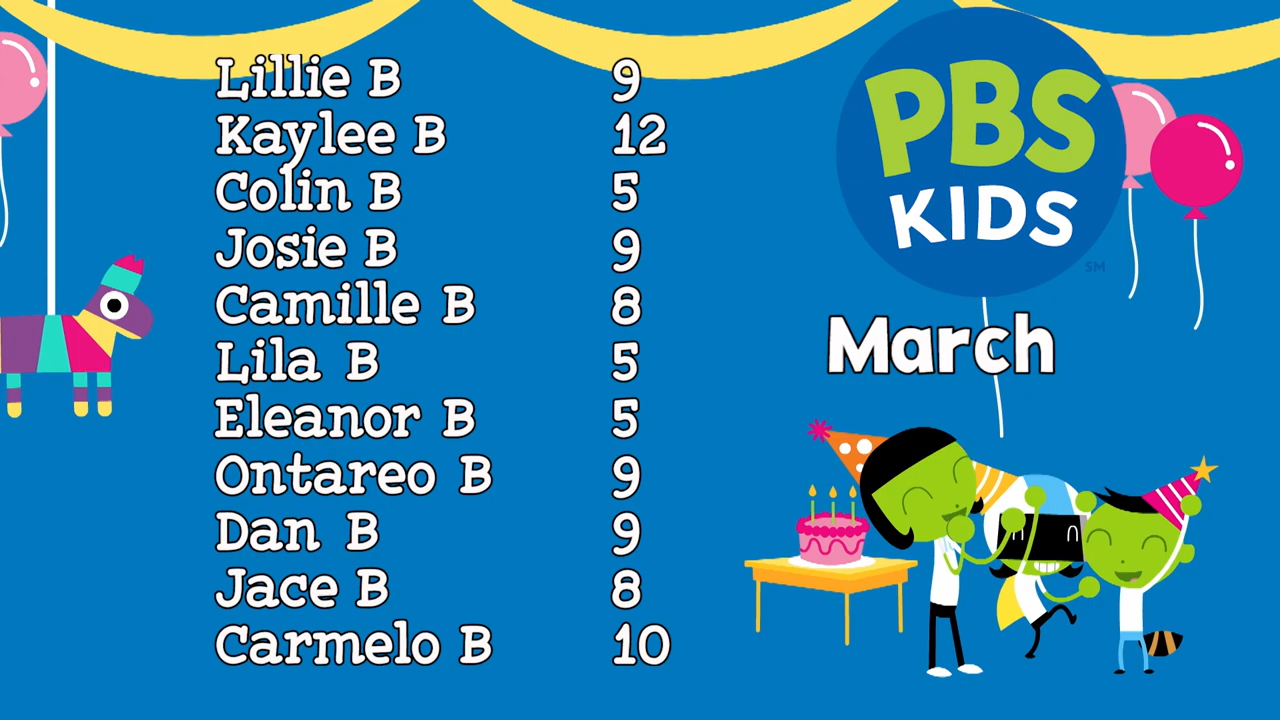 Lillie B 9
Kaylee B 12
Colin B 5
Josie B 9
Camille B 8
Lila B 5
Eleanor B 5
Ontareo B 9
Dan B 9
Jace B 8
Carmelo B 10
PBS
KIDS
SM
March